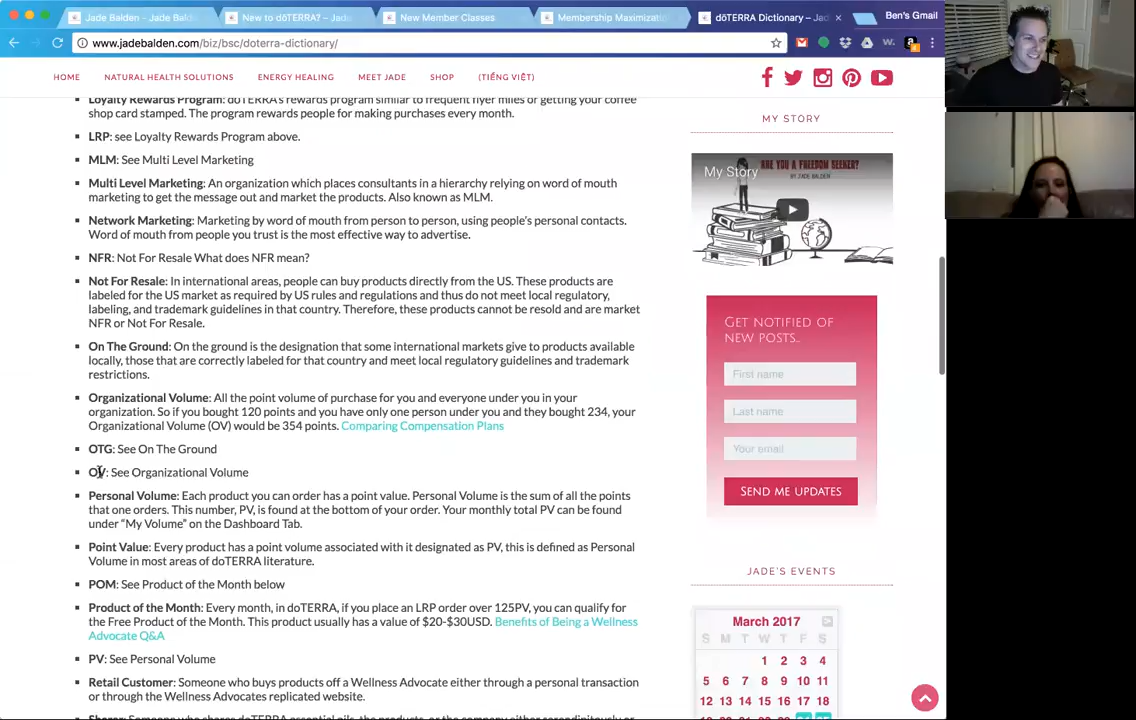 Jade Balden - Jade Bald
New to dōTERRA? – Jade
New Member Classes
Membership Maximizatio
dōTERRA Dictionary – Jad
Ben's Gmail
www.jadebalden.com/biz/bsc/doterra-dictionary/
HOME
NATURAL HEALTH SOLUTIONS
ENERGY HEALING
MEET JADE
SHOP
(TIẾNG VIỆT)
Loyalty Rewards Program: doTERRA's rewards program similar to frequent flyer miles or getting your coffee
shop card stamped. The program rewards people for making purchases every month.
LRP: see Loyalty Rewards Program above.
MLM: See Multi Level Marketing
Multi Level Marketing: An organization which places consultants in a hierarchy relying on word of mouth
marketing to get the message out and market the products. Also known as MLM.
Network Marketing: Marketing by word of mouth from person to person, using people's personal contacts.
Word of mouth from people you trust is the most effective way to advertise.
NFR: Not For Resale What does NFR mean?
Not For Resale: In international areas, people can buy products directly from the US. These products are
labeled for the US market as required by US rules and regulations and thus do not meet local regulatory,
labeling, and trademark guidelines in that country. Therefore, these products cannot be resold and are market
NFR or Not For Resale.
On The Ground: On the ground is the designation that some international markets give to products available
locally, those that are correctly labeled for that country and meet local regulatory guidelines and trademark
restrictions.
Organizational Volume: All the point volume of purchase for you and everyone under you in your
organization. So if you bought 120 points and you have only one person under you and they bought 234, your
Organizational Volume (OV) would be 354 points. Comparing Compensation Plans
OTG: See On The Ground
OV: See Organizational Volume
Personal Volume: Each product you can order has a point value. Personal Volume is the sum of all the points
that one orders. This number, PV, is found at the bottom of your order. Your monthly total PV can be found
under “My Volume” on the Dashboard Tab.
Point Value: Every product has a point volume associated with it designated as PV, this is defined as Personal
Volume in most areas of doTERRA literature.
POM: See Product of the Month below
Product of the Month: Every month, in doTERRA, if you place an LRP order over 125PV, you can qualify for
the Free Product of the Month. This product usually has a value of $20-$30USD. Benefits of Being a Wellness
Advocate Q&A
PV: See Personal Volume
Retail Customer: Someone who buys products off a Wellness Advocate either through a personal transaction
or through the Wellness Advocates replicated website.
Sharer: Someone who shares doTERRA essential oils, the products, or the company either serendipitously or
MY STORY
My Story
ARE YOU A FREEDOM SEEKER?
BY JADE BALDEN
GET NOTIFIED OF
NEW POSTS..
First name
Last name
Your email
SEND ME UPDATES
JADE'S EVENTS
March 2017
S M T W T F S
1 2 3 4
5 6 7 8 9 10 11
12 13 14 15 16 17 18